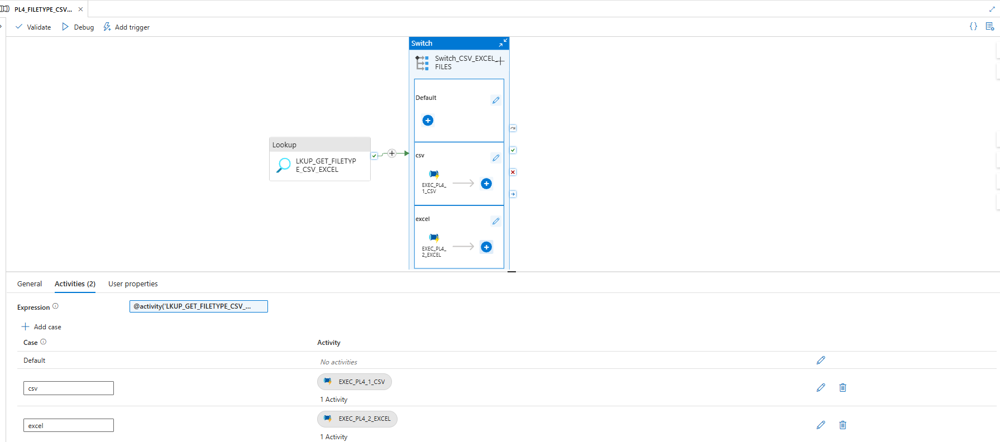 PL4_FILETYPE_CSV...
Validate
Debug
Add trigger
{}
Switch
Switch_CSV_EXCEL_
FILES
Default
Lookup
LKUP_GET_FILETYP
E_CSV_EXCEL
csv
EXEC_PL4_
1_CSV
excel
EXEC_PL4_
2_EXCEL
General
Activities (2)
User properties
Expression
@activity('LKUP_GET_FILETYPE_CSV_...
Add case
Case
Activity
Default
No activities
csv
EXEC_PL4_1_CSV
1 Activity
excel
EXEC_PL4_2_EXCEL
1 Activity